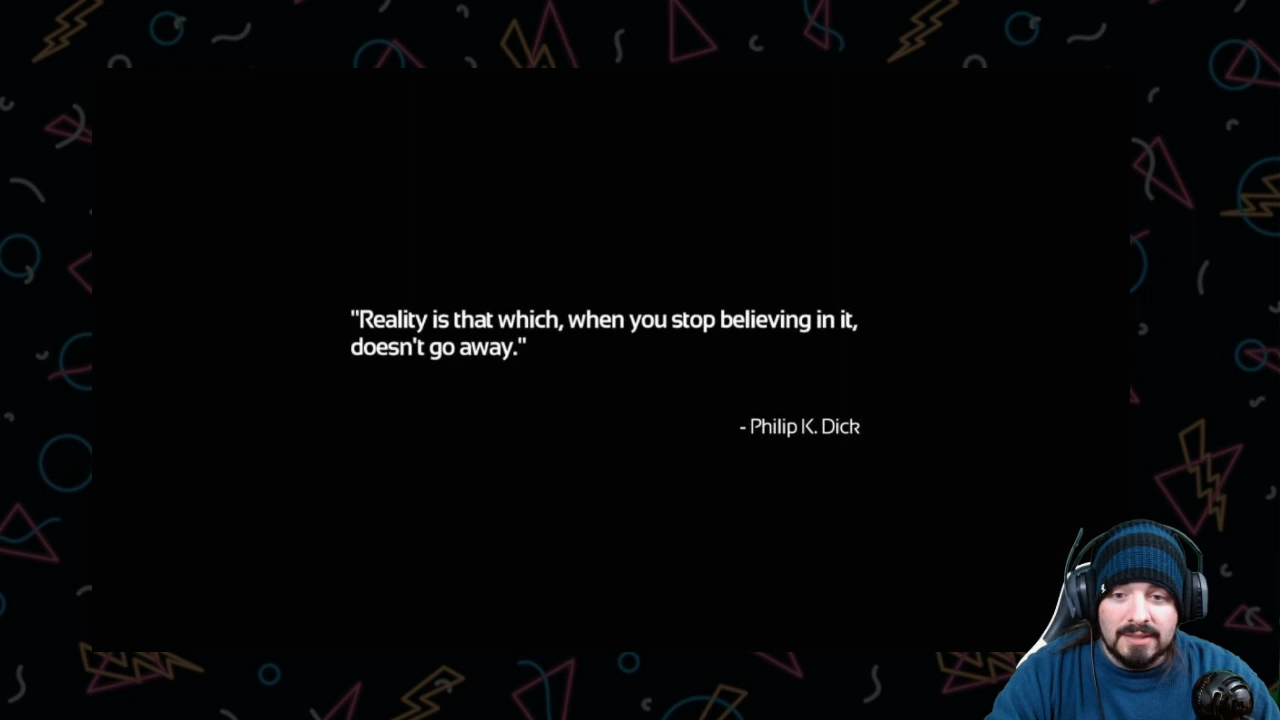 "Reality is that which, when you stop believing in it,
doesn't go away."
- Philip K. Dick